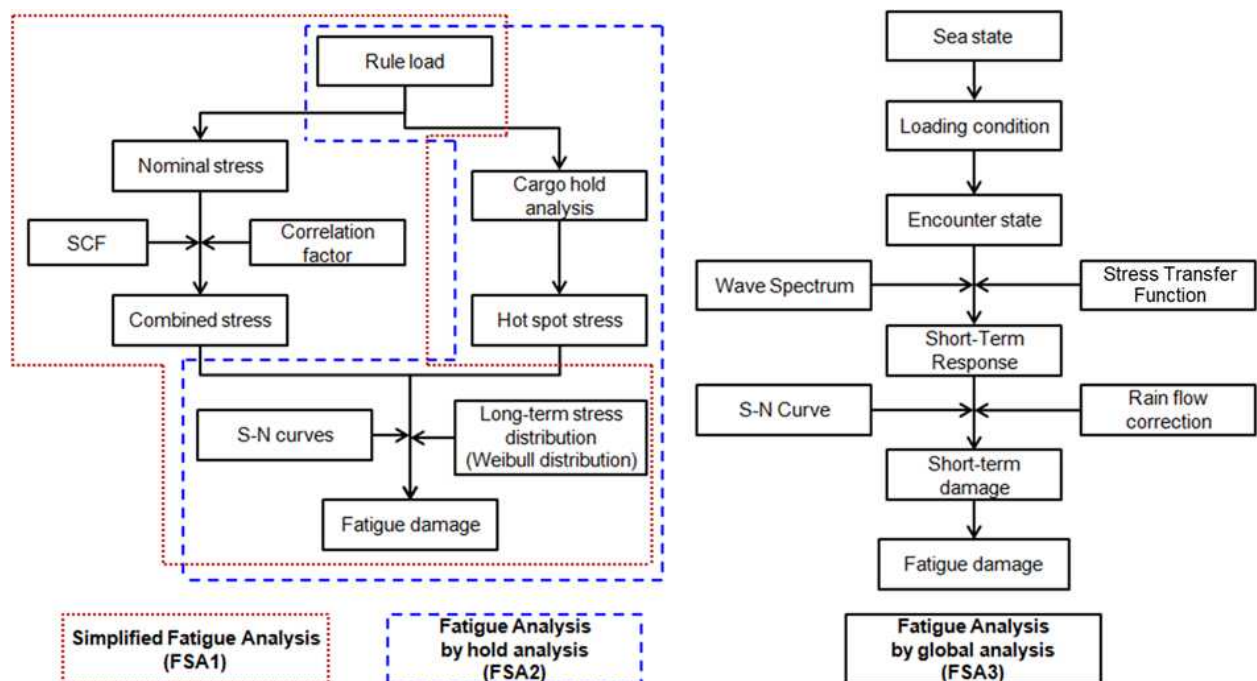 Rule load
Nominal stress
Cargo hold
analysis
SCF
Correlation
factor
Combined stress
Hot spot stress
S-N curves
Long-term stress
distribution
(Weibull distribution)
Fatigue damage
Simplified Fatigue Analysis
(FSA1)
Fatigue Analysis
by hold analysis
(FSA2)
Sea state
Loading condition
Encounter state
Wave Spectrum
Stress Transfer
Function
Short-Term
Response
S-N Curve
Rain flow
correction
Short-term
damage
Fatigue damage
Fatigue Analysis
by global analysis
(FSA3)